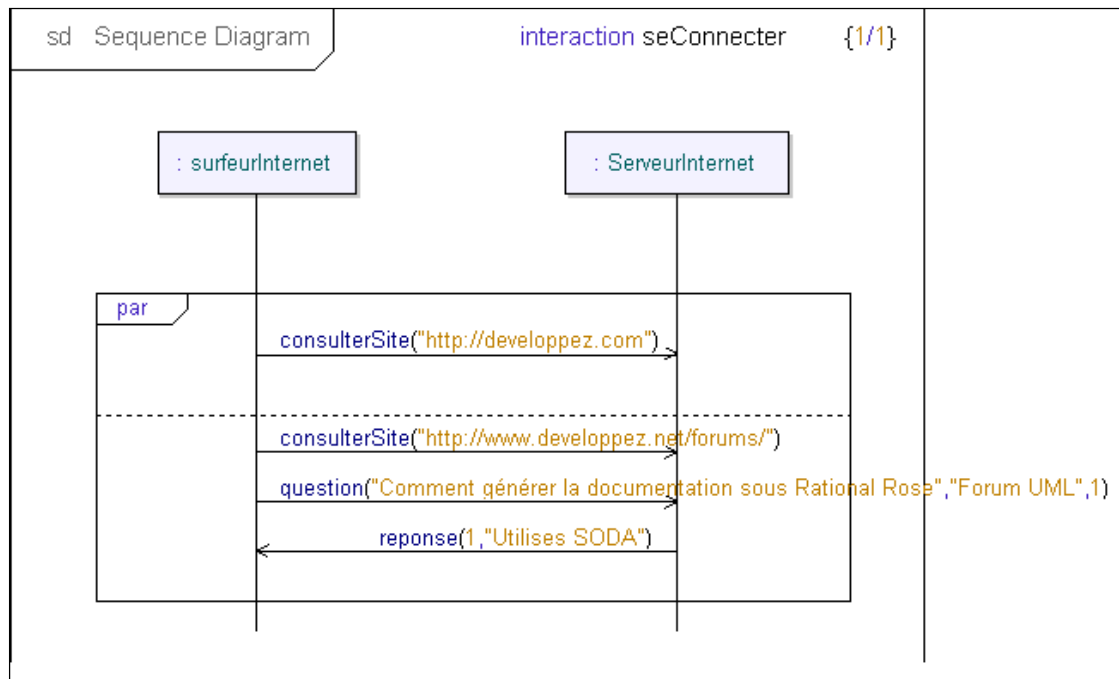 sd Sequence Diagram interaction seConnecter {1/1}
: surfeurInternet : ServeurInternet
par
consulterSite("http://developpez.com")
consulterSite("http://www.developpez.net/forums/")
question("Comment générer la documentation sous Rational Rose","Forum UML",1)
reponse(1,"Utilises SODA")